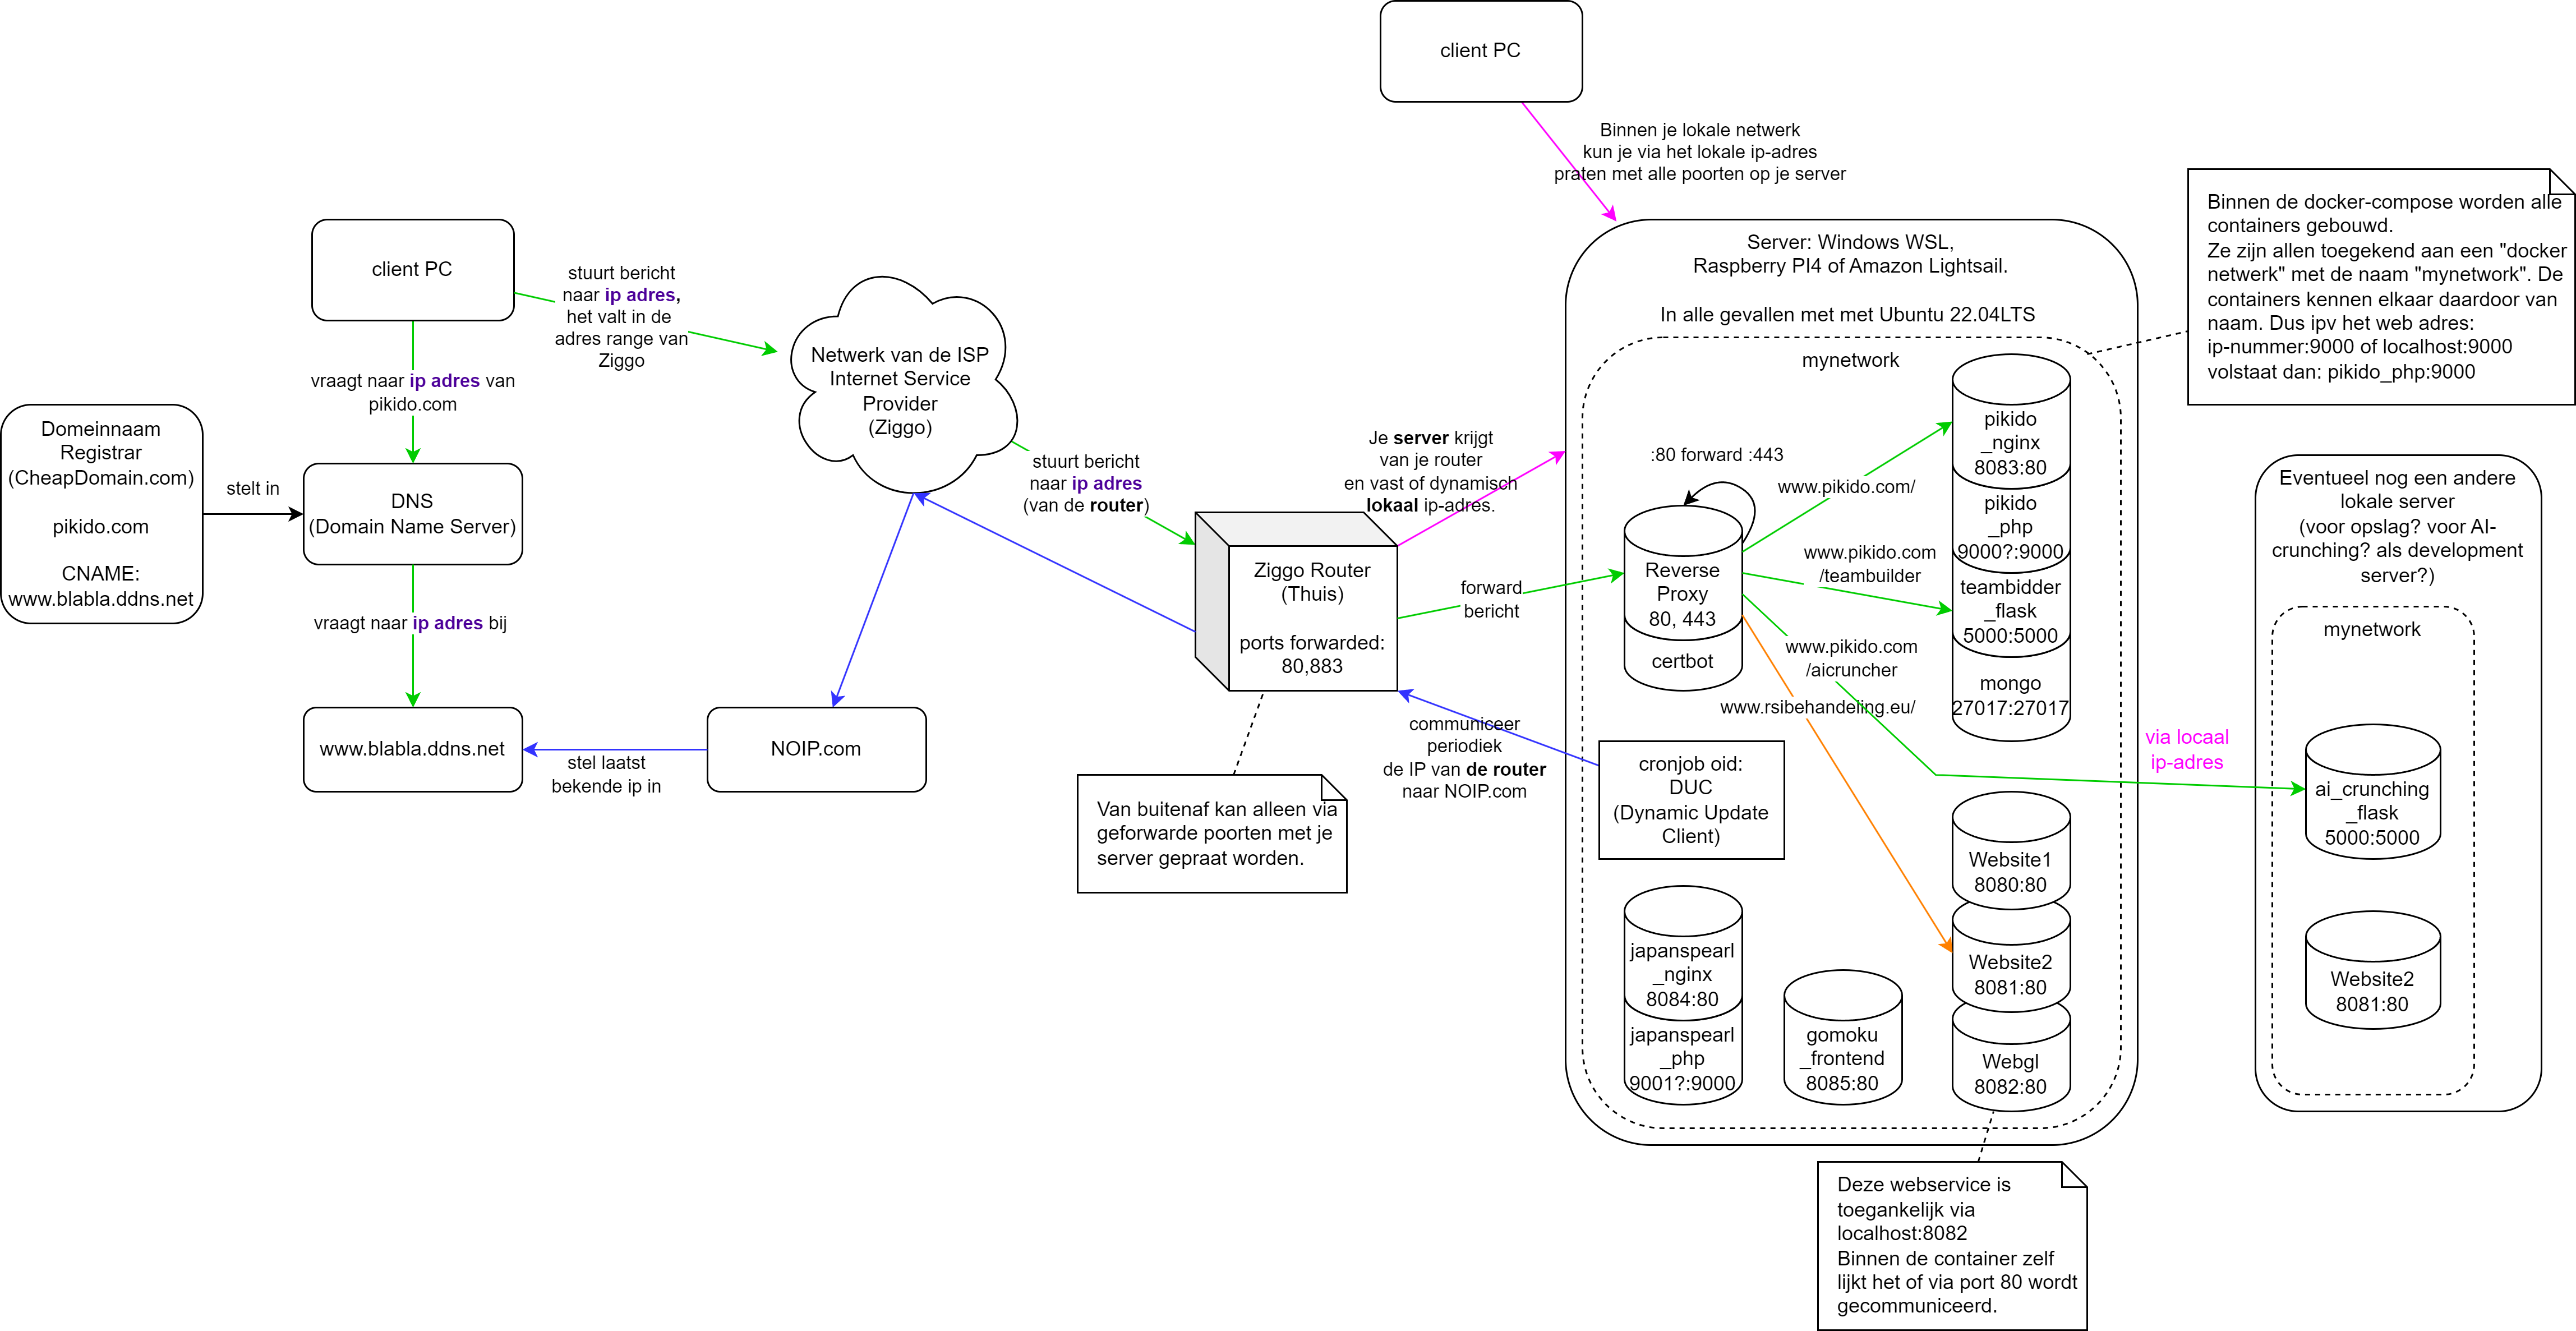 client PC
Binnen je lokale netwerk
kun je via het lokale ip-adres
praten met alle poorten op je server
client PC
stuurt bericht
naar ip adres,
het valt in de
adres range van
Ziggo
vraagt naar ip adres van
pikido.com
Domeinnaam
Registrar
(CheapDomain.com)
pikido.com
CNAME:
www.blabla.ddns.net
stelt in
DNS
(Domain Name Server)
vraagt naar ip adres bij
www.blabla.ddns.net
stel laatst
bekende ip in
NOIP.com
Netwerk van de ISP
Internet Service
Provider
(Ziggo)
stuurt bericht
naar ip adres
(van de router)
Ziggo Router
(Thuis)
ports forwarded:
80,883
Van buitenaf kan alleen via
geforwarde poorten met je
server gepraat worden.
Je server krijgt
van je router
en vast of dynamisch
lokaal ip-adres.
forward
bericht
communiceer
periodiek
de IP van de router
naar NOIP.com
Server: Windows WSL,
Raspberry PI4 of Amazon Lightsail.
In alle gevallen met met Ubuntu 22.04LTS
mynetwork
:80 forward :443
Reverse
Proxy
80, 443
certbot
www.pikido.com/
www.pikido.com
/teambuilder
www.pikido.com
/aicruncher
www.rsibehandeling.eu/
pikido
_nginx
8083:80
pikido
_php
9000?:9000
teambidder
_flask
5000:5000
mongo
27017:27017
cronjob oid:
DUC
(Dynamic Update
Client)
japanspearl
_nginx
8084:80
japanspearl
_php
9001?:9000
gomoku
_frontend
8085:80
Website1
8080:80
Website2
8081:80
Webgl
8082:80
Deze webservice is
toegankelijk via
localhost:8082
Binnen de container zelf
lijkt het of via port 80 wordt
gecommuniceerd.
Binnen de docker-compose worden alle
containers gebouwd.
Ze zijn allen toegekend aan een "docker
netwerk" met de naam "mynetwork". De
containers kennen elkaar daardoor van
naam. Dus ipv het web adres:
ip-nummer:9000 of localhost:9000
volstaat dan: pikido_php:9000
via locaal
ip-adres
Eventueel nog een andere
lokale server
(voor opslag? voor AI-
crunching? als development
server?)
mynetwork
ai_crunching
_flask
5000:5000
Website2
8081:80